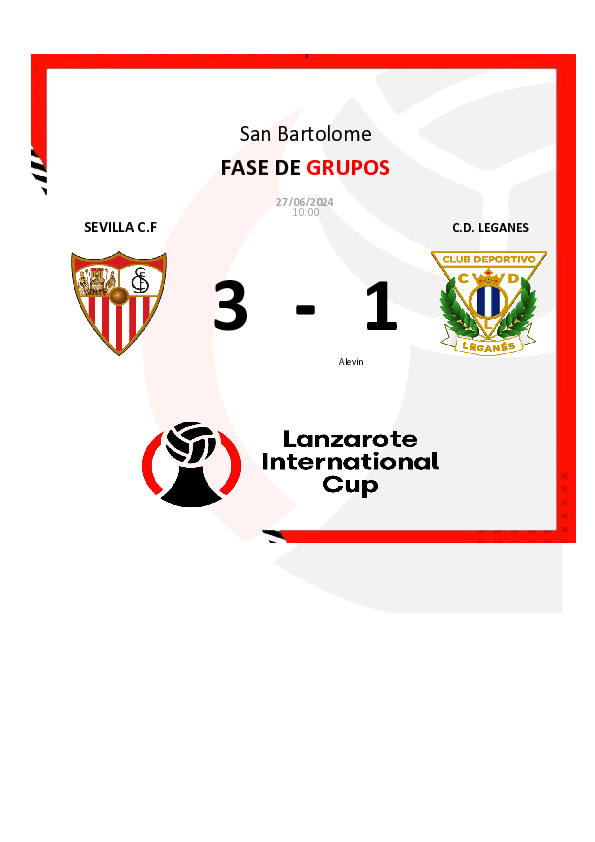 San Bartolome
FASE DE GRUPOS
27/06/2024
10:00
SEVILLA C.F
C.D. LEGANES
CLUB DEPORTIVO
C V D
L
LEGANÉS
3 - 1
Alevin
Lanzarote
International
Cup